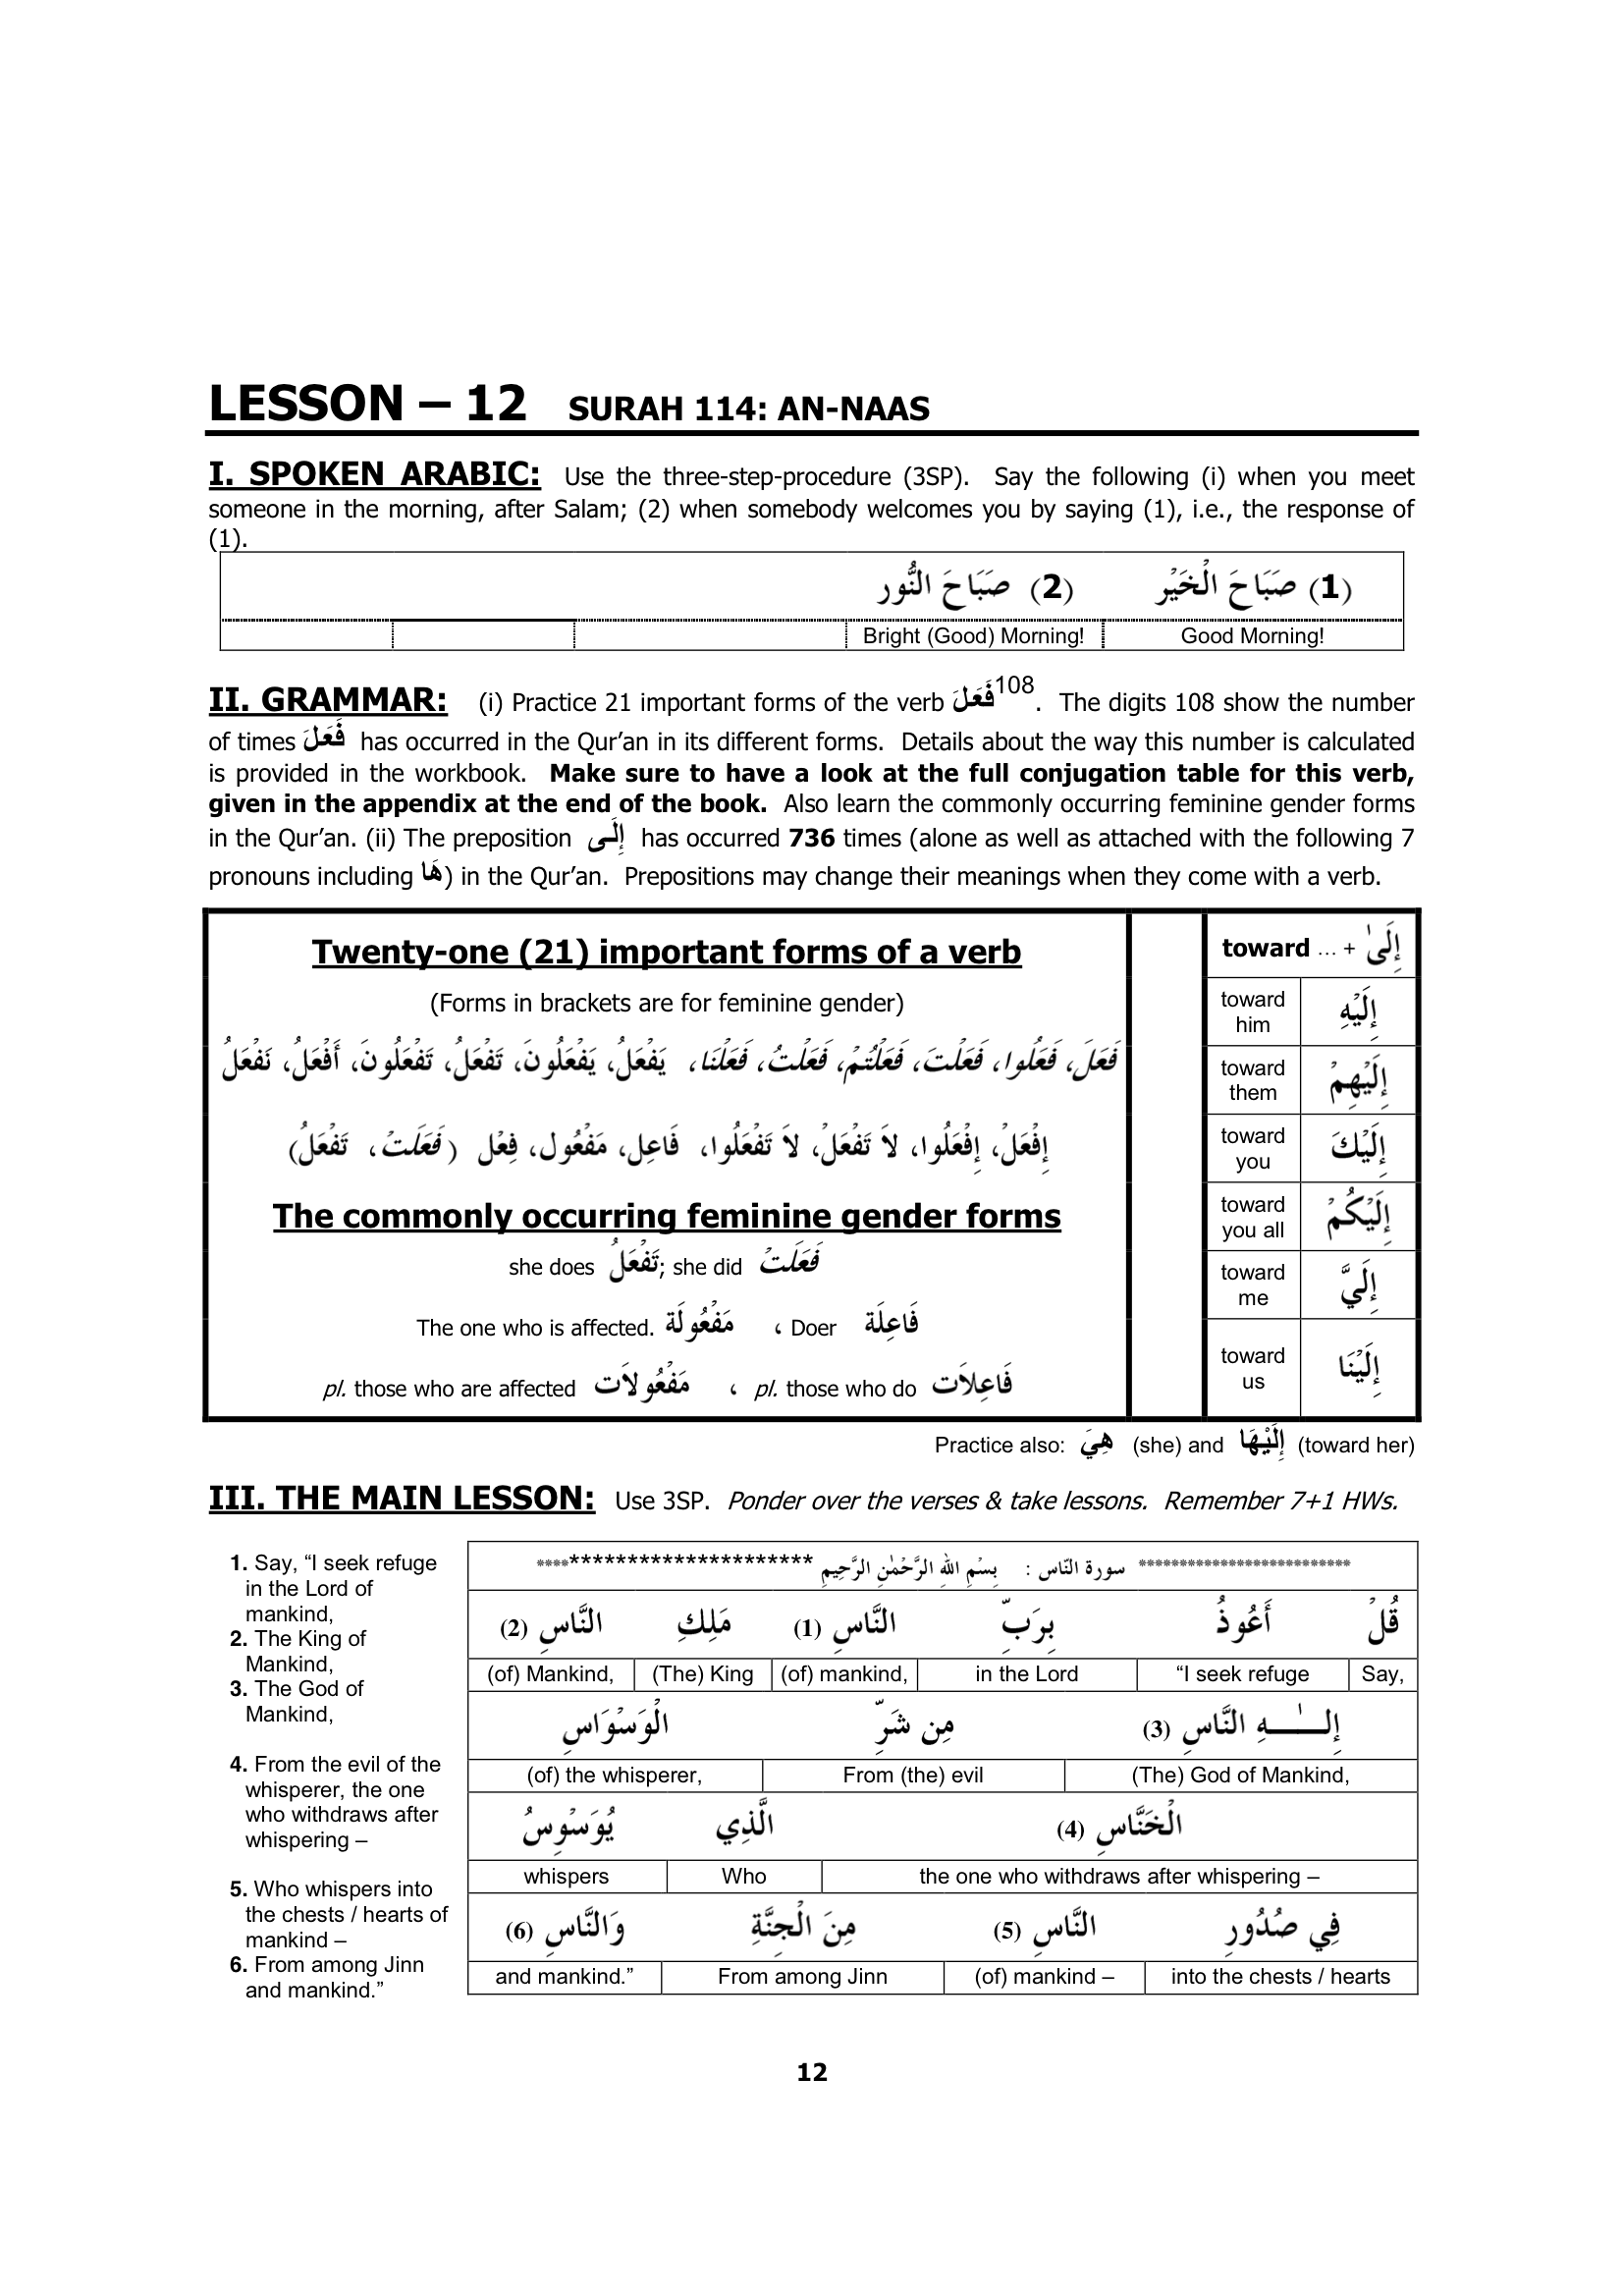 LESSON – 12 SURAH 114: AN-NAAS
I. SPOKEN ARABIC: Use the three-step-procedure (3SP). Say the following (i) when you meet
someone in the morning, after Salam; (2) when somebody welcomes you by saying (1), i.e., the response of
(1).
(1) صَبَاحَ الْخَيْر (2) صَبَاحَ النُّور
Bright (Good) Morning! Good Morning!
II. GRAMMAR: (i) Practice 21 important forms of the verb فَعَلَ108. The digits 108 show the number
of times فَعَلَ has occurred in the Qur’an in its different forms. Details about the way this number is calculated
is provided in the workbook. Make sure to have a look at the full conjugation table for this verb,
given in the appendix at the end of the book. Also learn the commonly occurring feminine gender forms
in the Qur’an. (ii) The preposition إِلَـى has occurred 736 times (alone as well as attached with the following 7
pronouns including هَا) in the Qur’an. Prepositions may change their meanings when they come with a verb.
Twenty-one (21) important forms of a verb
(Forms in brackets are for feminine gender)
فَعَلَ، فَعَلُوا، فَعَلْتَ، فَعَلْتُمْ، فَعَلْتُ، فَعَلْنَا، يَفْعَلُ، يَفْعَلُونَ، تَفْعَلُ، تَفْعَلُونَ، أَفْعَلُ، نَفْعَلُ
إِفْعَلْ، إِفْعَلُوا، لاَ تَفْعَلْ، لاَ تَفْعَلُوا، فَاعِل، مَفْعُول، فِعْل (فَعَلَتْ، تَفْعَلُ)
The commonly occurring feminine gender forms
she does تَفْعَلُ; she did فَعَلَتْ
The one who is affected. مَفْعُولَة ، Doer فَاعِلَة
pl. those who are affected مَفْعُولاَت ، pl. those who do فَاعِلاَت
toward … + إِلَىٰ
toward
him
إِلَيْهِ
toward
them
إِلَيْهِمْ
toward
you
إِلَيْكَ
toward
you all
إِلَيْكُمْ
toward
me
إِلَيَّ
toward
us
إِلَيْنَا
Practice also: هِيَ (she) and إِلَيْهَا (toward her)
III. THE MAIN LESSON: Use 3SP. Ponder over the verses & take lessons. Remember 7+1 HWs.
1. Say, “I seek refuge
in the Lord of
mankind,
2. The King of
Mankind,
3. The God of
Mankind,
4. From the evil of the
whisperer, the one
who withdraws after
whispering –
5. Who whispers into
the chests / hearts of
mankind –
6. From among Jinn
and mankind.”
************************** سورة النّاس : بِسْمِ اللهِ الرَّحْمٰنِ الرَّحِيمِ *************************
قُلْ أَعُوذُ بِرَبِّ النَّاسِ (1) مَلِكِ النَّاسِ (2)
(of) Mankind, (The) King (of) mankind, in the Lord “I seek refuge Say,
إِلـــٰـهِ النَّاسِ (3) مِن شَرِّ الْوَسْوَاسِ
(of) the whisperer, From (the) evil (The) God of Mankind,
الْخَنَّاسِ (4) الَّذِي يُوَسْوِسُ
whispers Who the one who withdraws after whispering –
فِي صُدُورِ النَّاسِ (5) مِنَ الْجِنَّةِ وَالنَّاسِ (6)
and mankind.” From among Jinn (of) mankind – into the chests / hearts
12